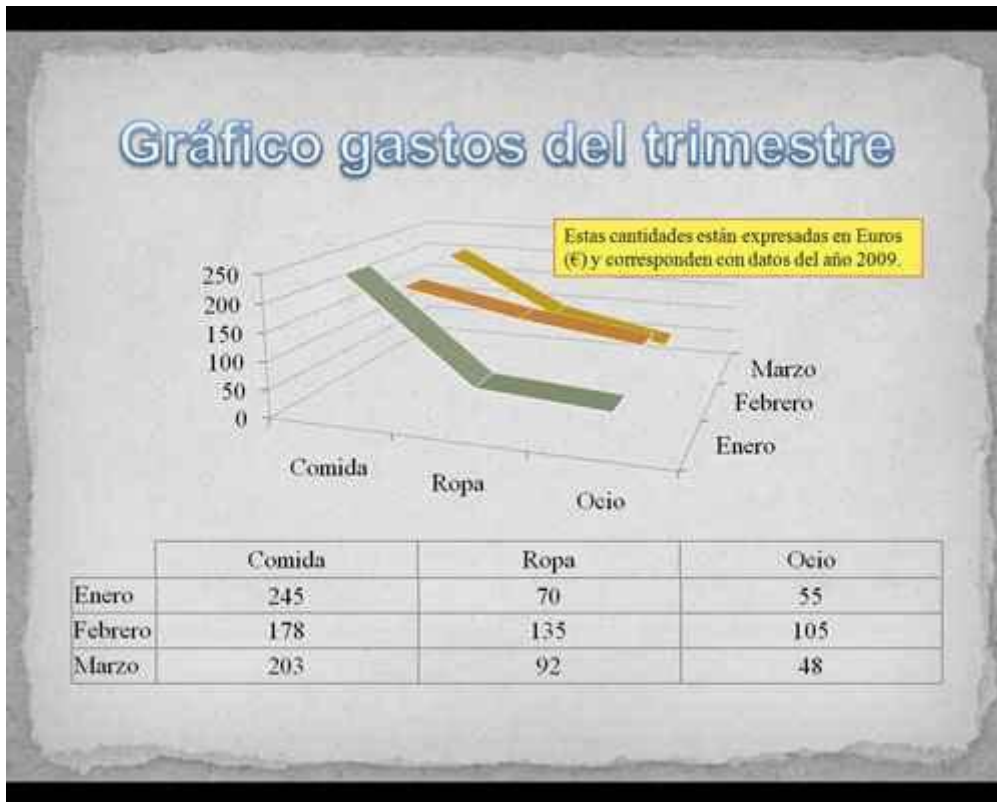 Gráfico gastos del trimestre
Estas cantidades están expresadas en Euros
(€) y corresponden con datos del año 2009.
250
200
150
100
50
0
Marzo
Febrero
Enero
Comida
Ropa
Ocio
Comida Ropa Ocio
Enero 245 70 55
Febrero 178 135 105
Marzo 203 92 48